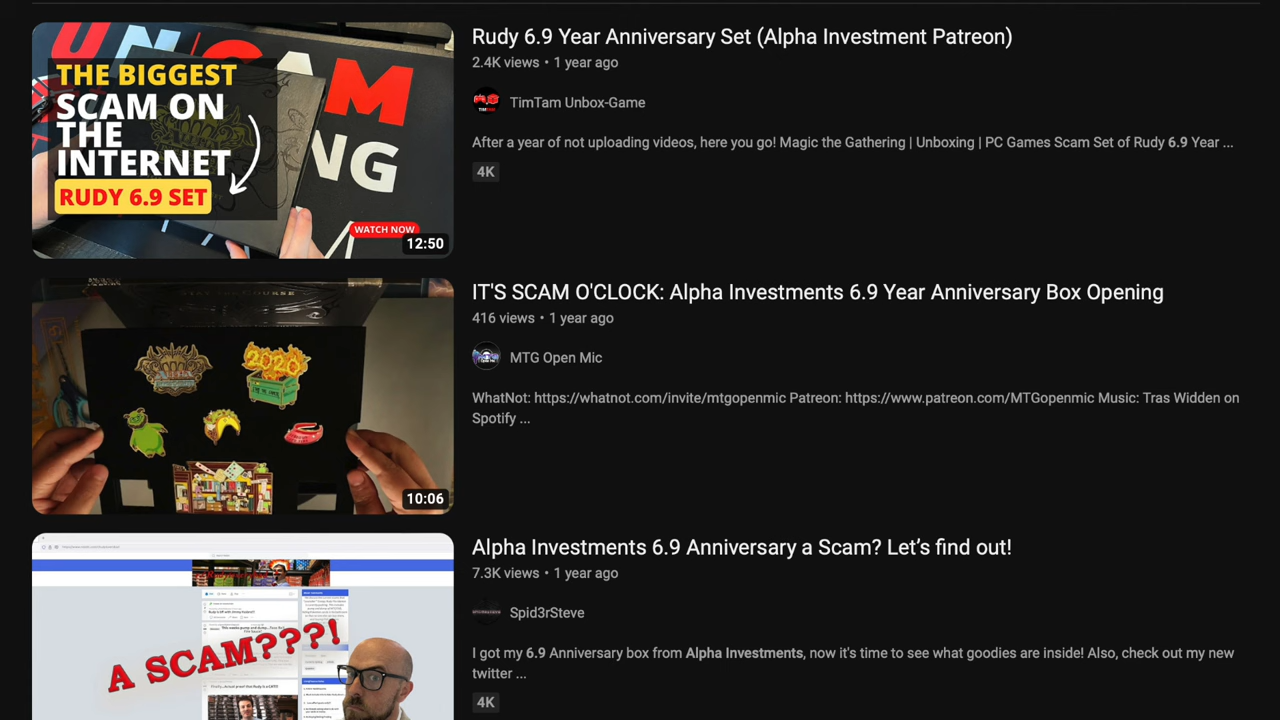 UN
GAM
NG
THE BIGGEST
SCAM ON
THE
INTERNET
RUDY 6.9 SET
WATCH NOW
12:50
Rudy 6.9 Year Anniversary Set (Alpha Investment Patreon)
2.4K views • 1 year ago
TimTam Unbox-Game
After a year of not uploading videos, here you go! Magic the Gathering | Unboxing | PC Games Scam Set of Rudy 6.9 Year ...
4K
2020
10:06
IT'S SCAM O'CLOCK: Alpha Investments 6.9 Year Anniversary Box Opening
416 views • 1 year ago
MTG Open Mic
WhatNot: https://whatnot.com/invite/mtgopenmic Patreon: https://www.patreon.com/MTGopenmic Music: Tras Widden on
Spotify ...
A SCAM???!
Alpha Investments 6.9 Anniversary a Scam? Let’s find out!
7.3K views • 1 year ago
Spid3rSteve
I got my 6.9 Anniversary box from Alpha Investments, now it's time to see what goodies are inside! Also, check out my new
twitter ...
4K